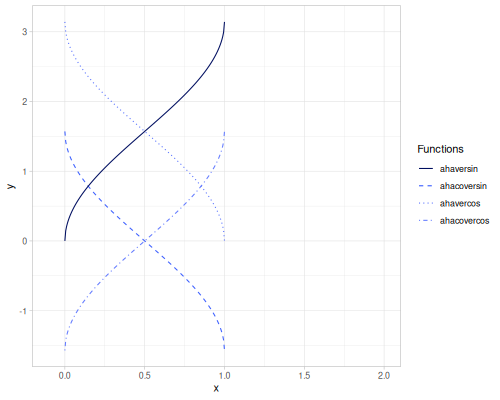 3
2
1
0
-1
y
0.0 0.5 1.0 1.5 2.0
x
Functions
ahaversin
ahacoversin
ahavercos
ahacovercos